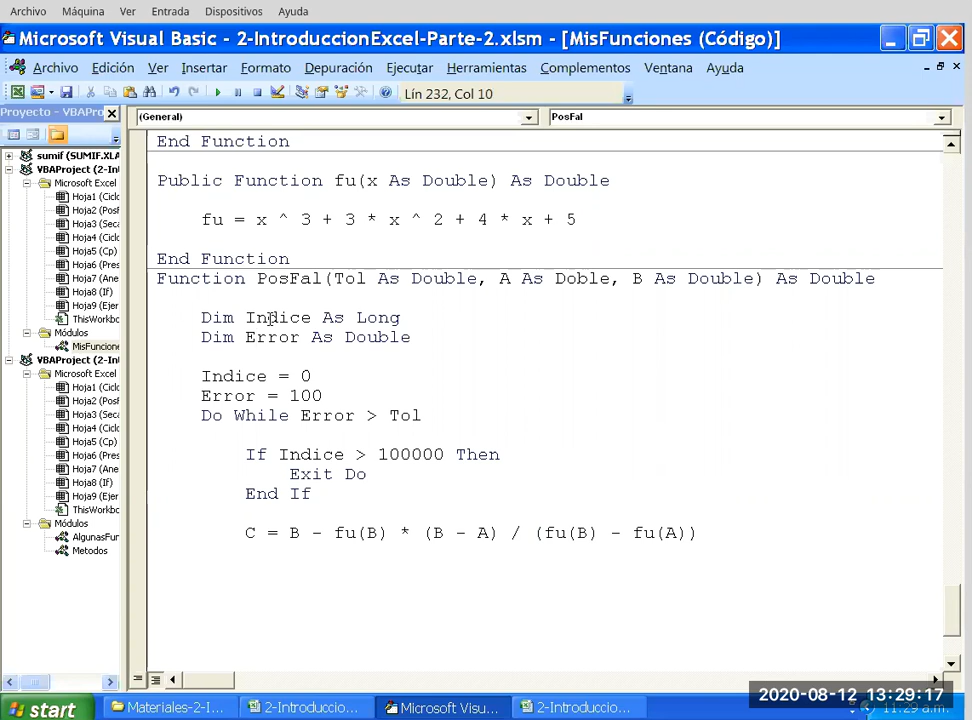 Archivo Máquina Ver Entrada Dispositivos Ayuda
Microsoft Visual Basic - 2-IntroduccionExcel-Parte-2.xlsm - [MisFunciones (Código)]
Archivo Edición Ver Insertar Formato Depuración Ejecutar Herramientas Complementos Ventana Ayuda
Lín 232, Col 10
Proyecto - VBAPro
(General) PosFal
sumif (SUMIF.XLA
VBAProject (2-Int
Microsoft Excel
Hoja1 (Ciclo
Hoja2 (PosF
Hoja3 (Seca
Hoja4 (Cicl
Hoja5 (Cp)
Hoja6 (Pres
Hoja7 (Ane
Hoja8 (If)
Hoja9 (Ejer
ThisWorkbo
Módulos
MisFuncione
VBAProject (2-Int
Microsoft Excel
Hoja1 (Ciclo
Hoja2 (PosF
Hoja3 (Seca
Hoja4 (Cicl
Hoja5 (Cp)
Hoja6 (Pres
Hoja7 (Ane
Hoja8 (If)
Hoja9 (Ejer
ThisWorkbo
Módulos
AlgunasFun
Metodos
End Function
Public Function fu(x As Double) As Double
fu = x ^ 3 + 3 * x ^ 2 + 4 * x + 5
End Function
Function PosFal(Tol As Double, A As Doble, B As Double) As Double
Dim Indice As Long
Dim Error As Double
Indice = 0
Error = 100
Do While Error > Tol
If Indice > 100000 Then
Exit Do
End If
C = B - fu(B) * (B - A) / (fu(B) - fu(A))
start Materiales-2-I... 2-Introduccio... Microsoft Visu... 2-Introduccio...
2020-08-12 13:29:17
11:29 a.m.